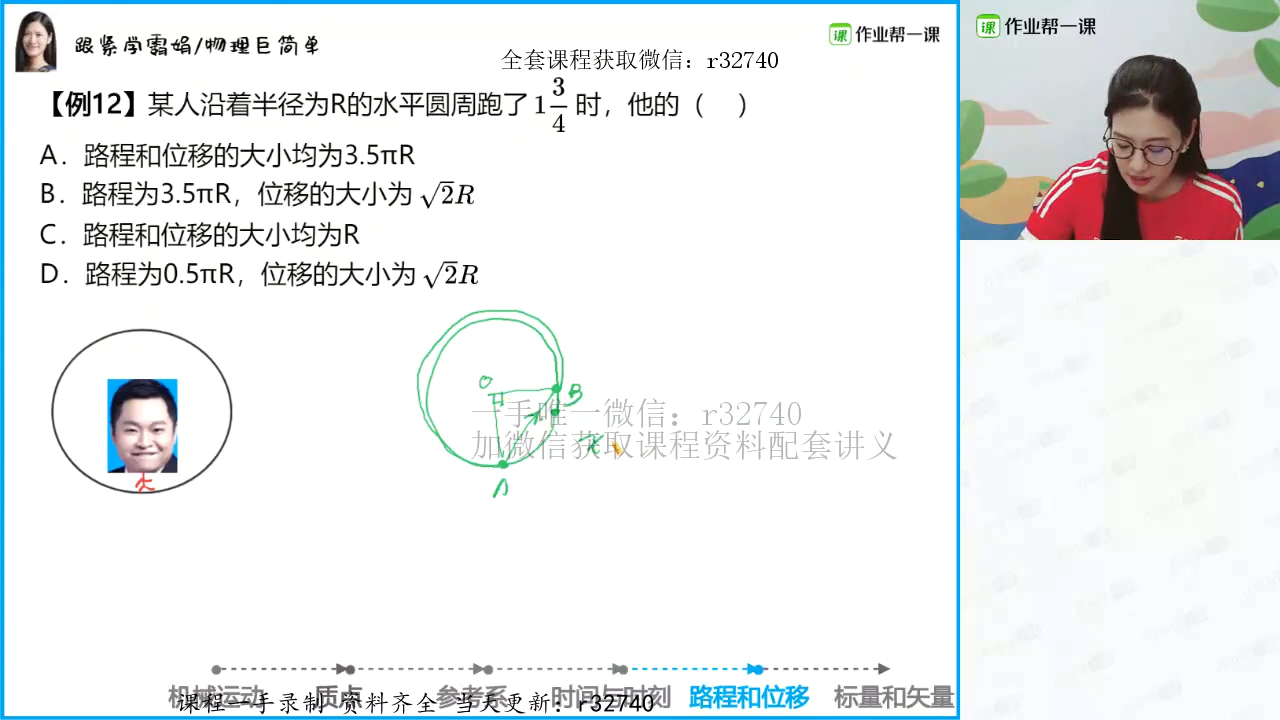 跟紧学霸娟/物理巨简单
作业帮一课
作业帮一课
全套课程获取微信：r32740
【例12】某人沿着半径为R的水平圆周跑了 1 3/4 时，他的（ ）
A．路程和位移的大小均为3.5πR
B．路程为3.5πR，位移的大小为 √2R
C．路程和位移的大小均为R
D．路程为0.5πR，位移的大小为 √2R
O
B
A
一手唯一微信：r32740
加微信获取课程资料配套讲义
机械运动 质点 参考系 时间与时刻 路程和位移 标量和矢量
课程一手录制 资料齐全 当天更新：r32740